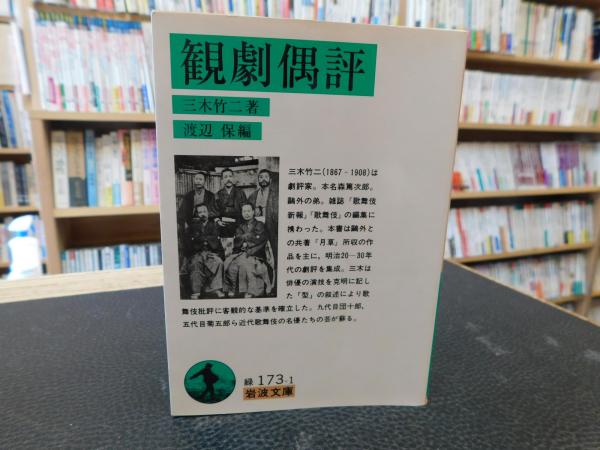 観劇偶評
三木竹二著
渡辺 保編
三木竹二(1867-1908)は
劇評家。本名森篤次郎。
鷗外の弟。雑誌「歌舞伎
新報」「歌舞伎」の編集に
携わった。本書は鷗外と
の共著「月草」所収の作
品を主に、明治20―30年
代の劇評を集成。三木は
俳優の演技を克明に記し
た「型」の叙述により歌
舞伎批評に客観的な基準を確立した。九代目団十郎、
五代目菊五郎ら近代歌舞伎の名優たちの芸が蘇る。
緑 173-1
岩波文庫